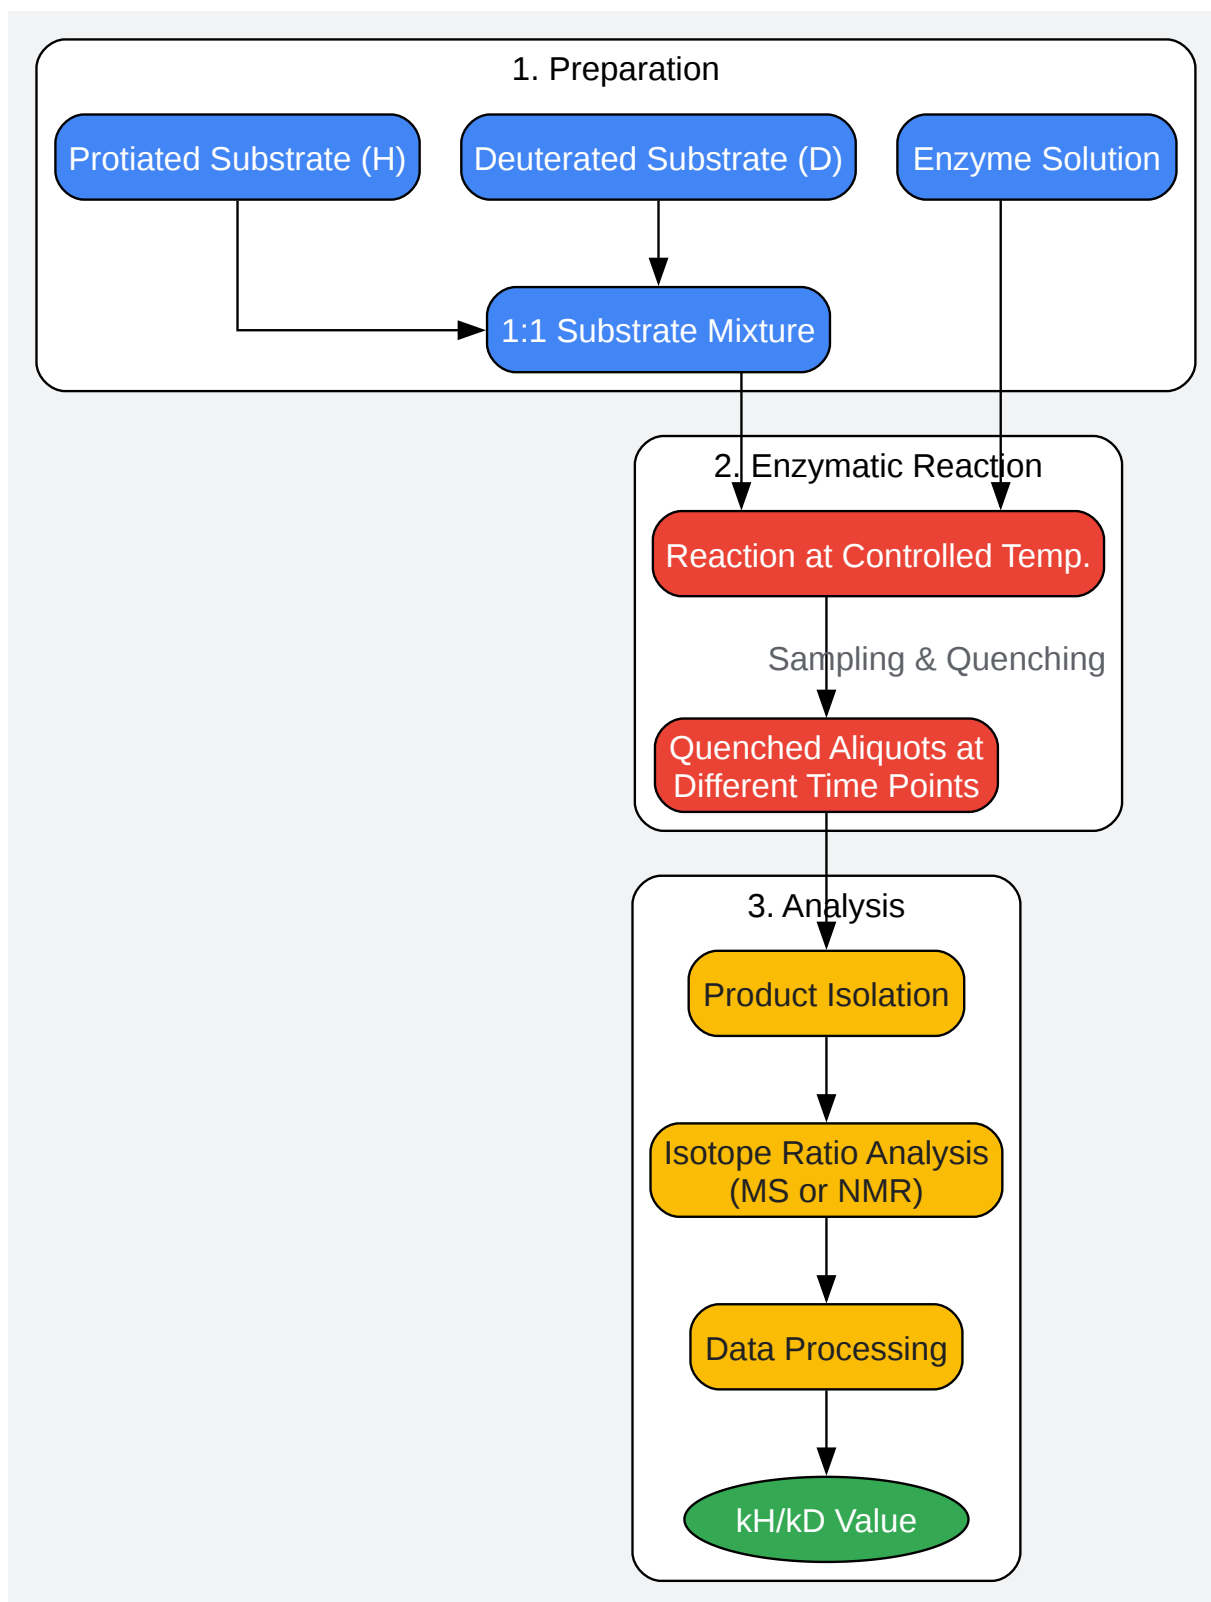 1. Preparation
Protiated Substrate (H)
Deuterated Substrate (D)
Enzyme Solution
1:1 Substrate Mixture
2. Enzymatic Reaction
Reaction at Controlled Temp.
Sampling & Quenching
Quenched Aliquots at
Different Time Points
3. Analysis
Product Isolation
Isotope Ratio Analysis
(MS or NMR)
Data Processing
kH/kD Value